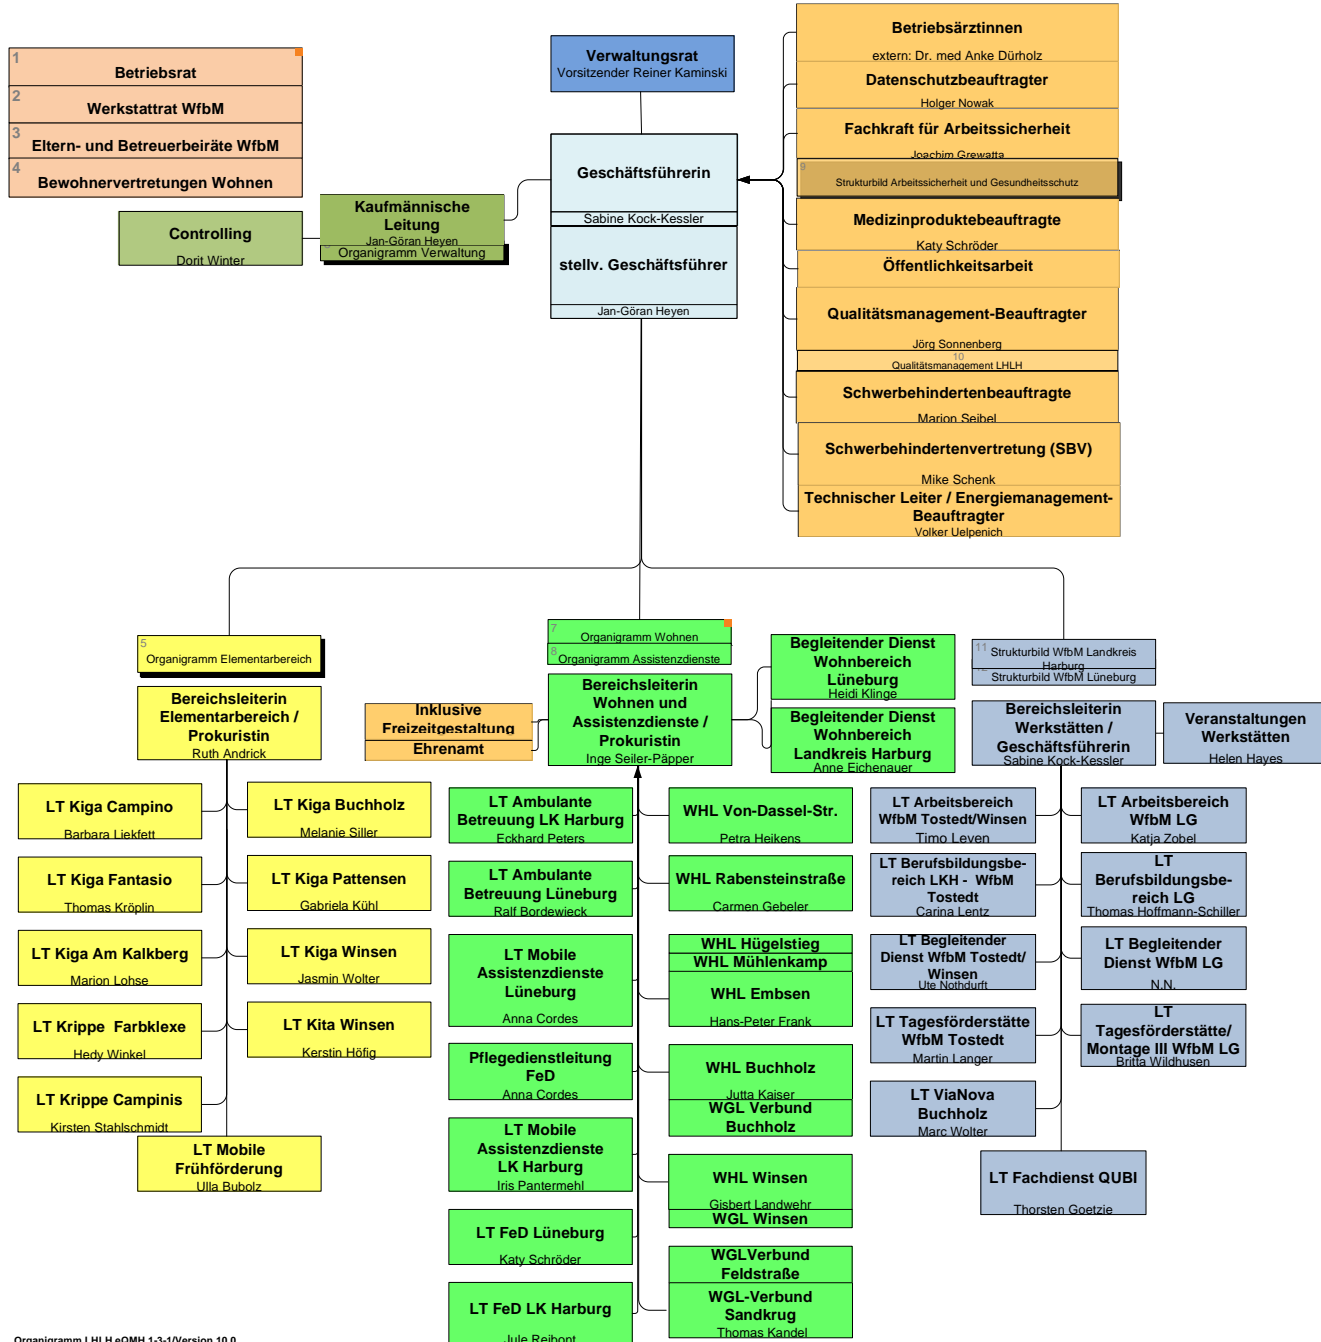 1
Betriebsrat
2
Werkstattrat WfbM
3
Eltern- und Betreuerbeiräte WfbM
4
Bewohnervertretungen Wohnen
Controlling
Dorit Winter
Kaufmännische
Leitung
Jan-Göran Heyen
Organigramm Verwaltung
Verwaltungsrat
Vorsitzender Reiner Kaminski
Geschäftsführerin
Sabine Kock-Kessler
stellv. Geschäftsführer
Jan-Göran Heyen
Betriebsärztinnen
extern: Dr. med Anke Dürholz
Datenschutzbeauftragter
Holger Nowak
Fachkraft für Arbeitssicherheit
Joachim Grewatta
9
Strukturbild Arbeitssicherheit und Gesundheitsschutz
Medizinproduktebeauftragte
Katy Schröder
Öffentlichkeitsarbeit
Qualitätsmanagement-Beauftragter
Jörg Sonnenberg
10
Qualitätsmanagement LHLH
Schwerbehindertenbeauftragte
Marion Seibel
Schwerbehindertenvertretung (SBV)
Mike Schenk
Technischer Leiter / Energiemanagement-
Beauftragter
Volker Uelpenich
5
Organigramm Elementarbereich
Bereichsleiterin
Elementarbereich /
Prokuristin
Ruth Andrick
LT Kiga Campino
Barbara Liekfett
LT Kiga Buchholz
Melanie Siller
LT Kiga Fantasio
Thomas Kröplin
LT Kiga Pattensen
Gabriela Kühl
LT Kiga Am Kalkberg
Marion Lohse
LT Kiga Winsen
Jasmin Wolter
LT Krippe Farbklexe
Hedy Winkel
LT Kita Winsen
Kerstin Höfig
LT Krippe Campinis
Kirsten Stahlschmidt
LT Mobile
Frühförderung
Ulla Bubolz
7
Organigramm Wohnen
8
Organigramm Assistenzdienste
Bereichsleiterin
Wohnen und
Assistenzdienste /
Prokuristin
Inge Seiler-Päpper
Inklusive
Freizeitgestaltung
Ehrenamt
Begleitender Dienst
Wohnbereich
Lüneburg
Heidi Klinge
Begleitender Dienst
Wohnbereich
Landkreis Harburg
Anne Eichenauer
LT Ambulante
Betreuung LK Harburg
Eckhard Peters
LT Ambulante
Betreuung Lüneburg
Ralf Bordewieck
LT Mobile
Assistenzdienste
Lüneburg
Anna Cordes
Pflegedienstleitung
FeD
Anna Cordes
LT Mobile
Assistenzdienste
LK Harburg
Iris Pantermehl
LT FeD Lüneburg
Katy Schröder
LT FeD LK Harburg
Jule Reibont
WHL Von-Dassel-Str.
Petra Heikens
WHL Rabensteinstraße
Carmen Gebeler
WHL Hügelstieg
WHL Mühlenkamp
WHL Embsen
Hans-Peter Frank
WHL Buchholz
Jutta Kaiser
WGL Verbund
Buchholz
WHL Winsen
Gisbert Landwehr
WGL Winsen
WGLVerbund
Feldstraße
WGL-Verbund
Sandkrug
Thomas Kandel
11
Strukturbild WfbM Landkreis
Harburg
12
Strukturbild WfbM Lüneburg
Bereichsleiterin
Werkstätten /
Geschäftsführerin
Sabine Kock-Kessler
Veranstaltungen
Werkstätten
Helen Hayes
LT Arbeitsbereich
WfbM Tostedt/Winsen
Timo Leven
LT Arbeitsbereich
WfbM LG
Katja Zobel
LT Berufsbildungsbe-
reich LKH - WfbM
Tostedt
Carina Lentz
LT
Berufsbildungsbe-
reich LG
Thomas Hoffmann-Schiller
LT Begleitender
Dienst WfbM Tostedt/
Winsen
Ute Nothdurft
LT Begleitender
Dienst WfbM LG
N.N.
LT Tagesförderstätte
WfbM Tostedt
Martin Langer
LT
Tagesförderstätte/
Montage III WfbM LG
Britta Wildhusen
LT ViaNova
Buchholz
Marc Wolter
LT Fachdienst QUBI
Thorsten Goetzie
Organigramm LHLH eQMH 1-3-1/Version 10.0